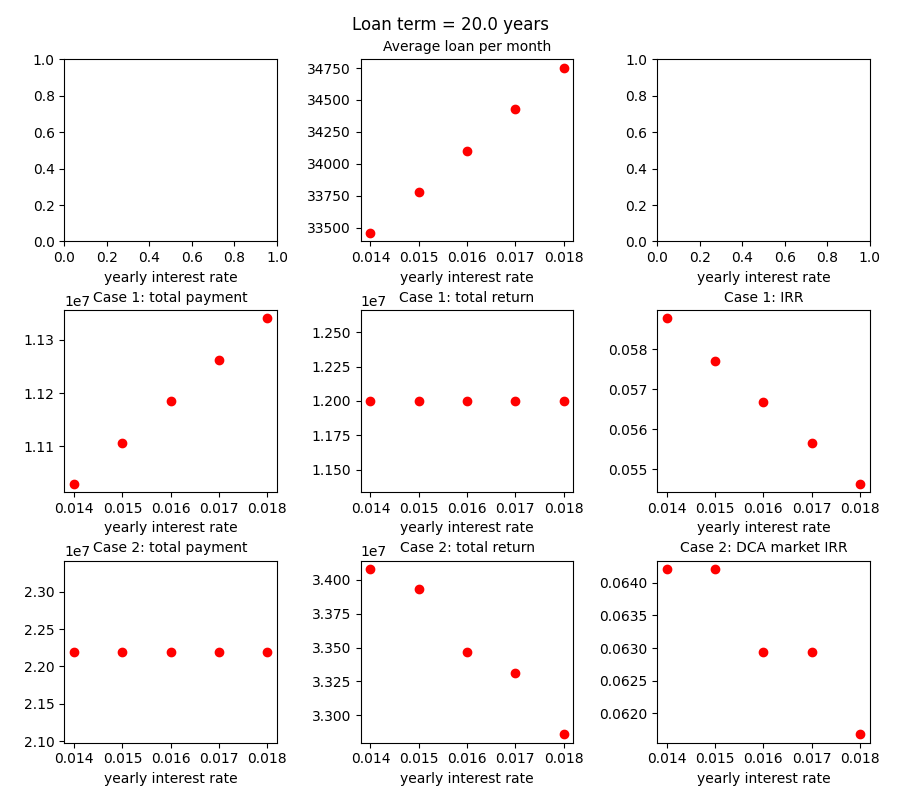 Loan term = 20.0 years
Average loan per month
1.0
0.8
0.6
0.4
0.2
0.0
0.0 0.2 0.4 0.6 0.8 1.0
yearly interest rate
34750
34500
34250
34000
33750
33500
0.014 0.015 0.016 0.017 0.018
yearly interest rate
1.0
0.8
0.6
0.4
0.2
0.0
0.0 0.2 0.4 0.6 0.8 1.0
yearly interest rate
1e7 Case 1: total payment
1.13
1.12
1.11
0.014 0.015 0.016 0.017 0.018
yearly interest rate
1e7 Case 1: total return
1.250
1.225
1.200
1.175
1.150
0.014 0.015 0.016 0.017 0.018
yearly interest rate
Case 1: IRR
0.058
0.057
0.056
0.055
0.014 0.015 0.016 0.017 0.018
yearly interest rate
1e7 Case 2: total payment
2.30
2.25
2.20
2.15
2.10
0.014 0.015 0.016 0.017 0.018
yearly interest rate
1e7 Case 2: total return
3.400
3.375
3.350
3.325
3.300
0.014 0.015 0.016 0.017 0.018
yearly interest rate
Case 2: DCA market IRR
0.0640
0.0635
0.0630
0.0625
0.0620
0.014 0.015 0.016 0.017 0.018
yearly interest rate